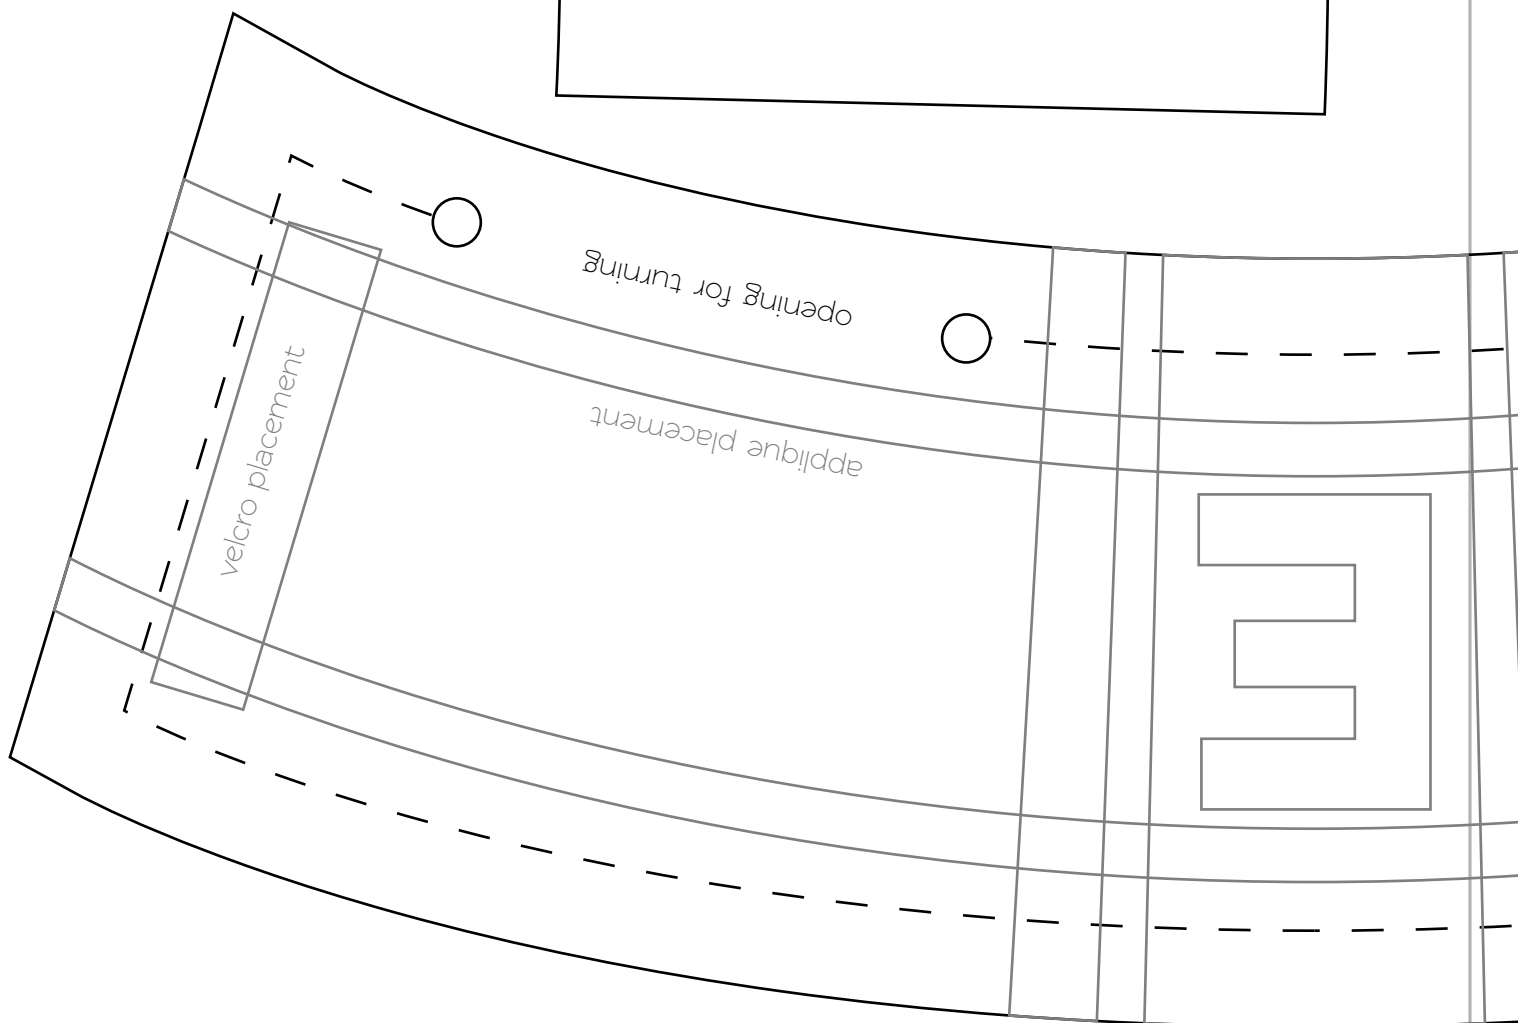 opening for turning
applique placement
velcro placement
E